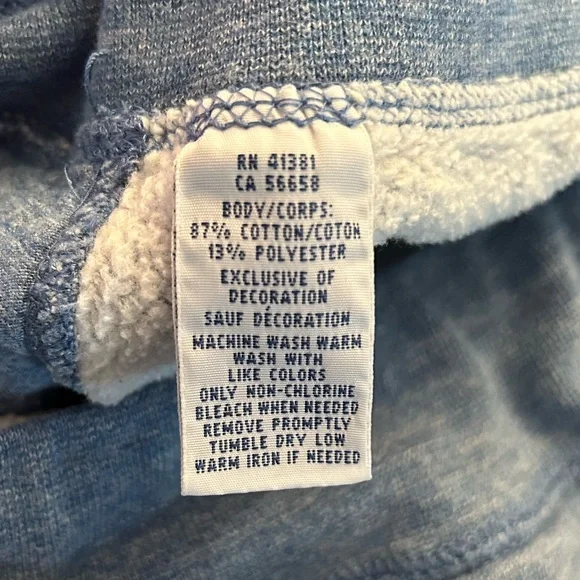 RN 41381
CA 56658
BODY/CORPS:
87% COTTON/COTON
13% POLYESTER
EXCLUSIVE OF
DECORATION
SAUF DÉCORATION
MACHINE WASH WARM
WASH WITH
LIKE COLORS
ONLY NON-CHLORINE
BLEACH WHEN NEEDED
REMOVE PROMPTLY
TUMBLE DRY LOW
WARM IRON IF NEEDED